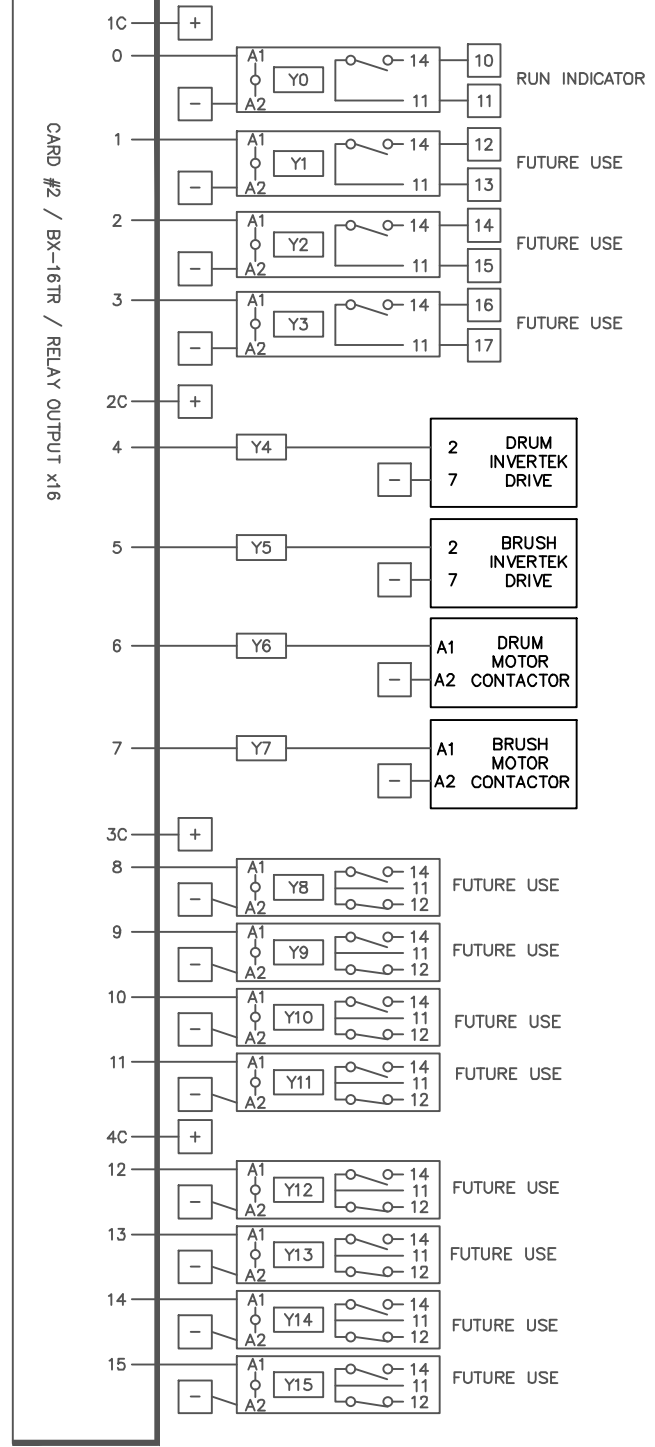 CARD #2 / BX-16TR / RELAY OUTPUT x16
1C +
0 A1 Y0 14 10
RUN INDICATOR
- A2 11 11
1 A1 Y1 14 12
FUTURE USE
- A2 11 13
2 A1 Y2 14 14
FUTURE USE
- A2 11 15
3 A1 Y3 14 16
FUTURE USE
- A2 11 17
2C +
4 Y4 2 DRUM
INVERTEK
- 7 DRIVE
5 Y5 2 BRUSH
INVERTEK
- 7 DRIVE
6 Y6 A1 DRUM
MOTOR
- A2 CONTACTOR
7 Y7 A1 BRUSH
MOTOR
- A2 CONTACTOR
3C +
8 A1 14
Y8 11 FUTURE USE
- A2 12
9 A1 14
Y9 11 FUTURE USE
- A2 12
10 A1 14
Y10 11 FUTURE USE
- A2 12
11 A1 14
Y11 11 FUTURE USE
- A2 12
4C +
12 A1 14
Y12 11 FUTURE USE
- A2 12
13 A1 14
Y13 11 FUTURE USE
- A2 12
14 A1 14
Y14 11 FUTURE USE
- A2 12
15 A1 14
Y15 11 FUTURE USE
- A2 12